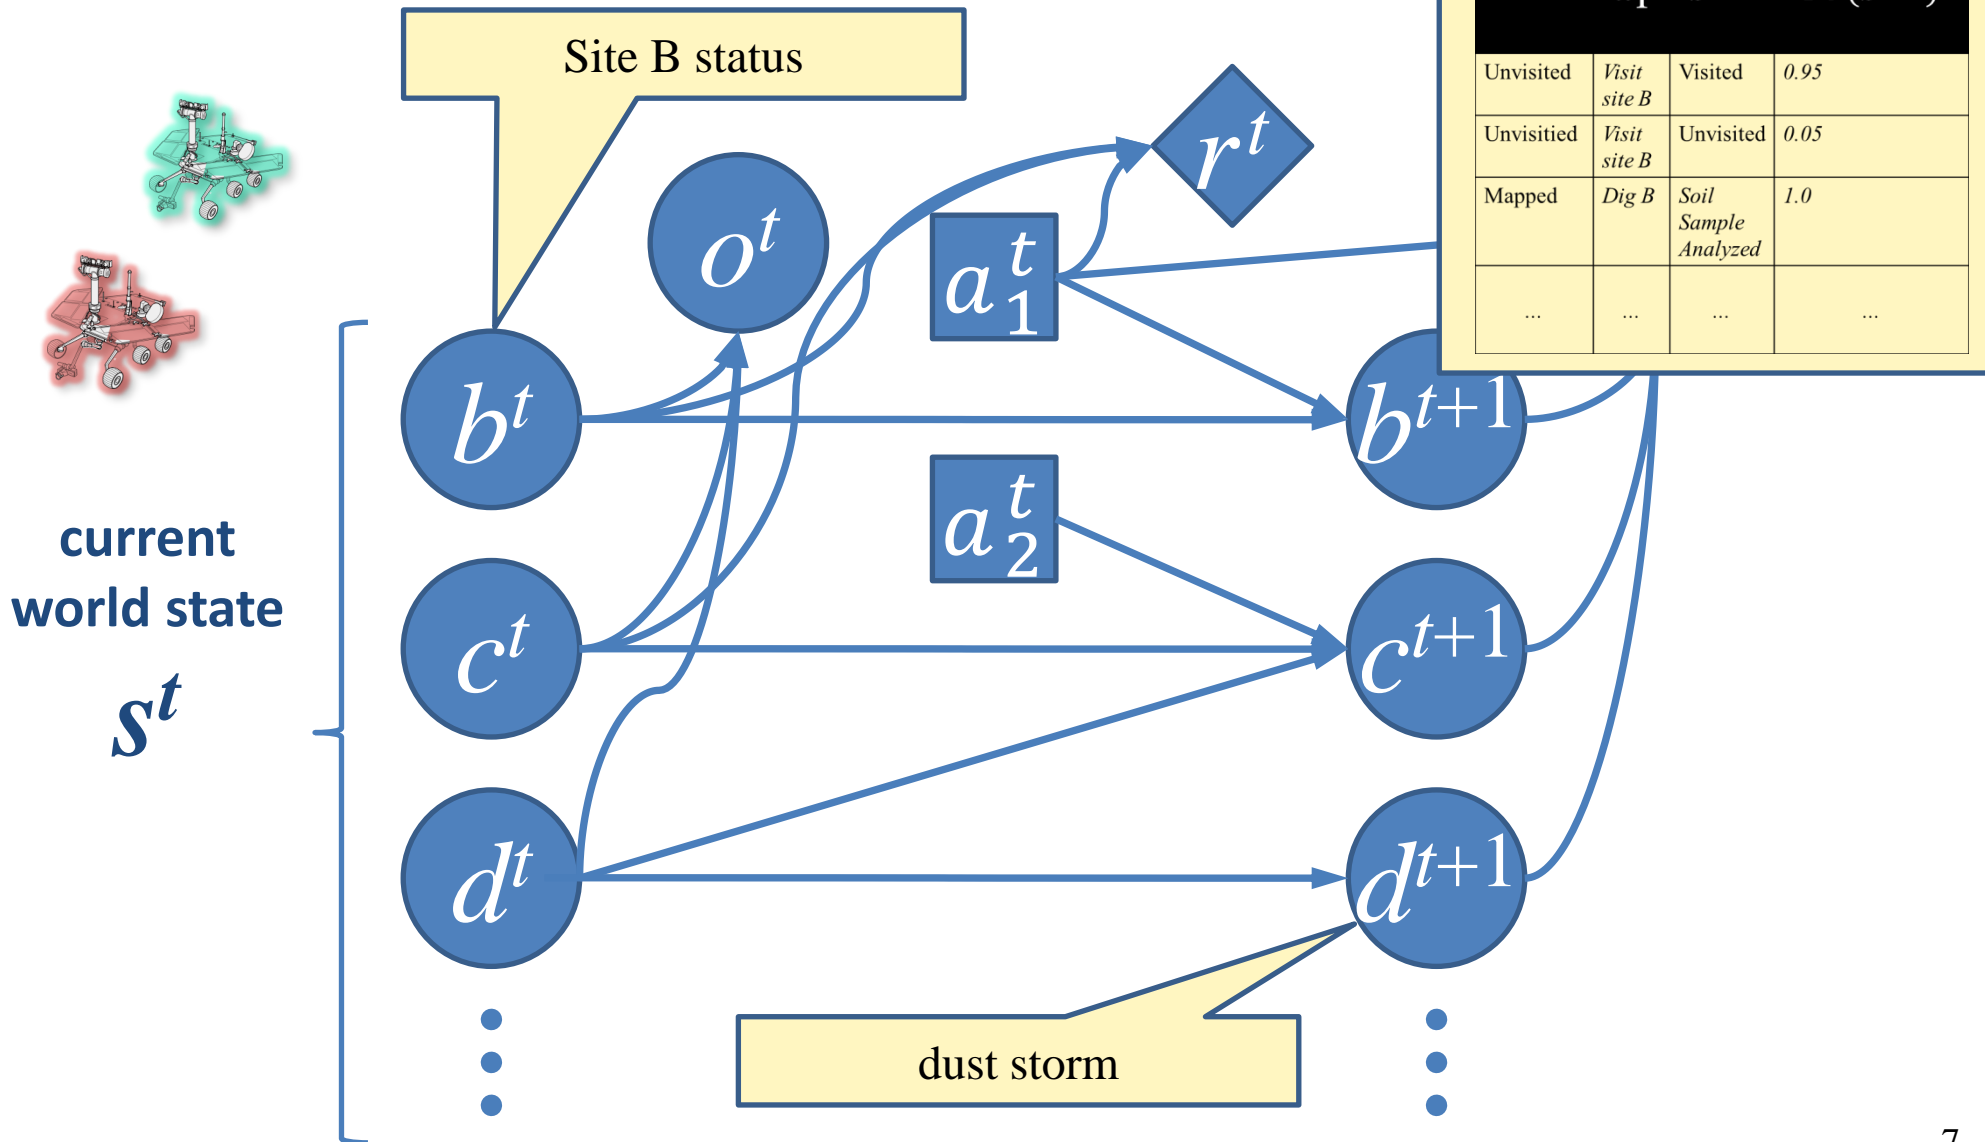 Site B status
Unvisited Visit site B Visited 0.95
Unvisitied Visit site B Unvisited 0.05
Mapped Dig B Soil Sample Analyzed 1.0
... ... ... ...
r^t
o^t
a_1^t
b^t
b^{t+1}
a_2^t
current
world state
s^t
c^t
c^{t+1}
d^t
d^{t+1}
dust storm
7